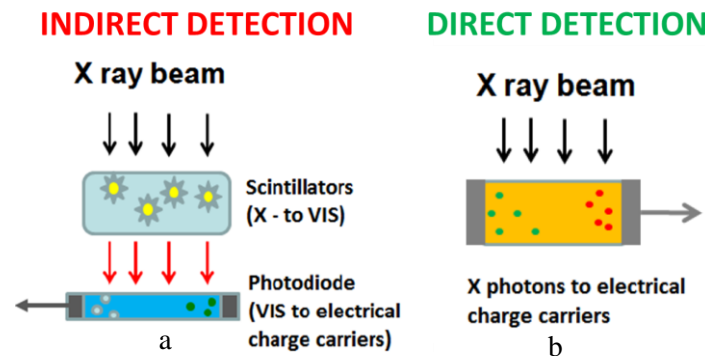 INDIRECT DETECTION
X ray beam
Scintillators
(X - to VIS)
Photodiode
(VIS to electrical
charge carriers)
a
DIRECT DETECTION
X ray beam
X photons to electrical
charge carriers
b